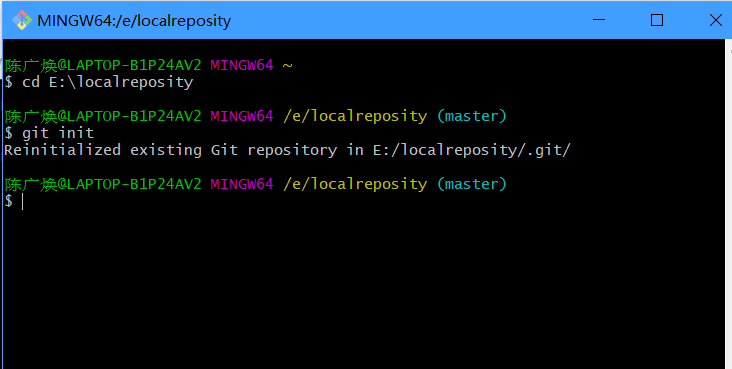 MINGW64:/e/localreposity
陈广焕@LAPTOP-B1P24AV2 MINGW64 ~
$ cd E:\localreposity
陈广焕@LAPTOP-B1P24AV2 MINGW64 /e/localreposity (master)
$ git init
Reinitialized existing Git repository in E:/localreposity/.git/
陈广焕@LAPTOP-B1P24AV2 MINGW64 /e/localreposity (master)
$